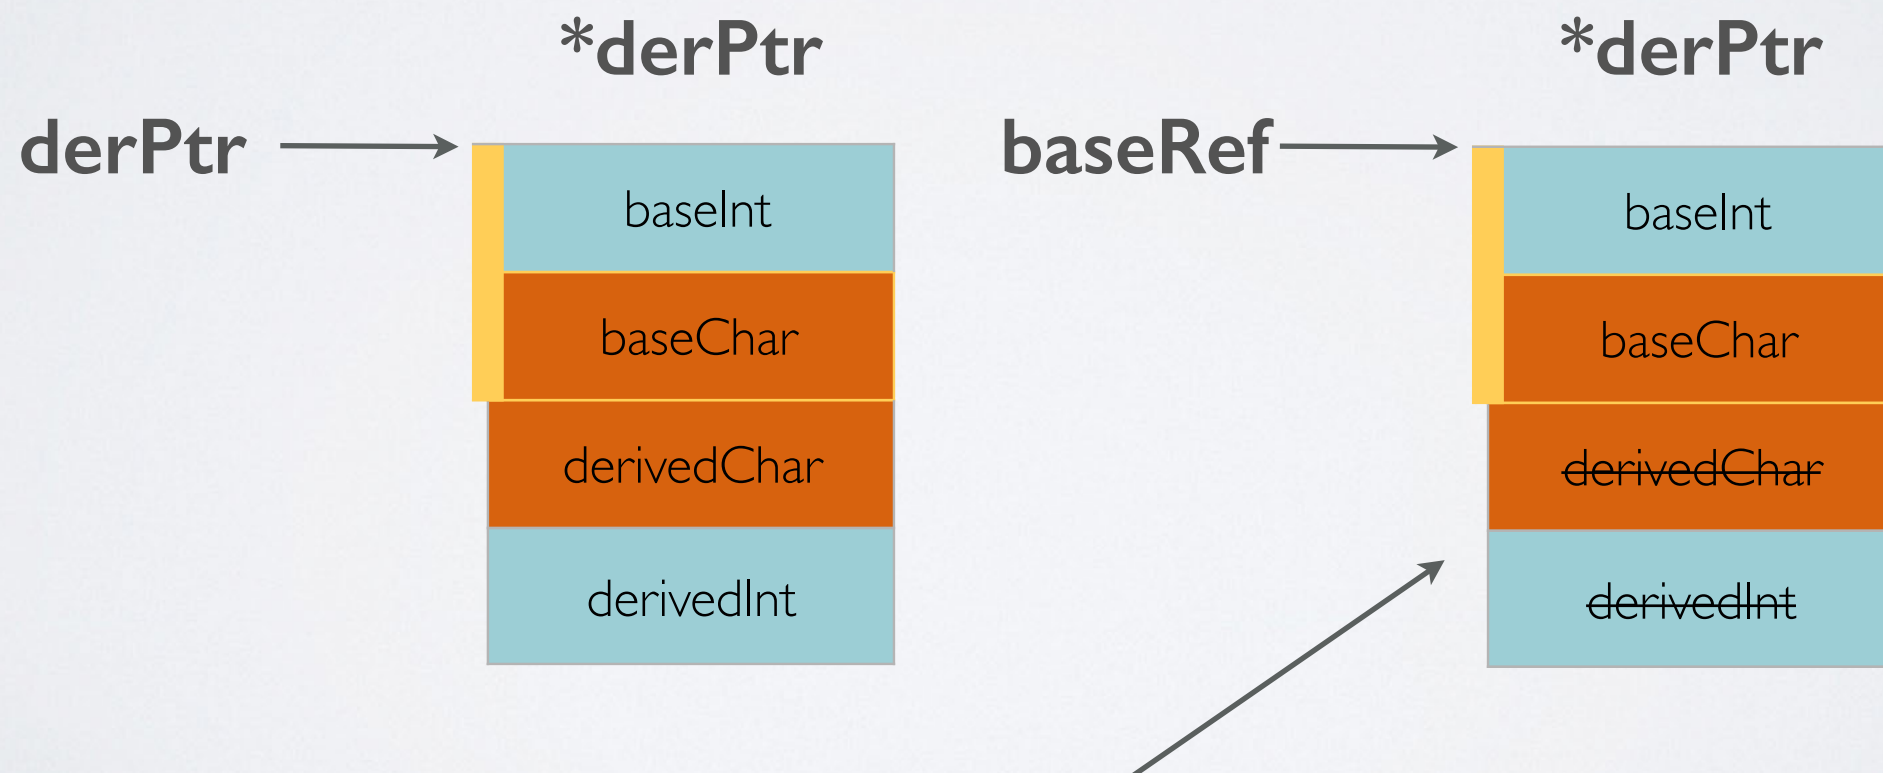 *derPtr
derPtr
baseInt
baseChar
derivedChar
derivedInt
*derPtr
baseRef
baseInt
baseChar
derivedChar
derivedInt